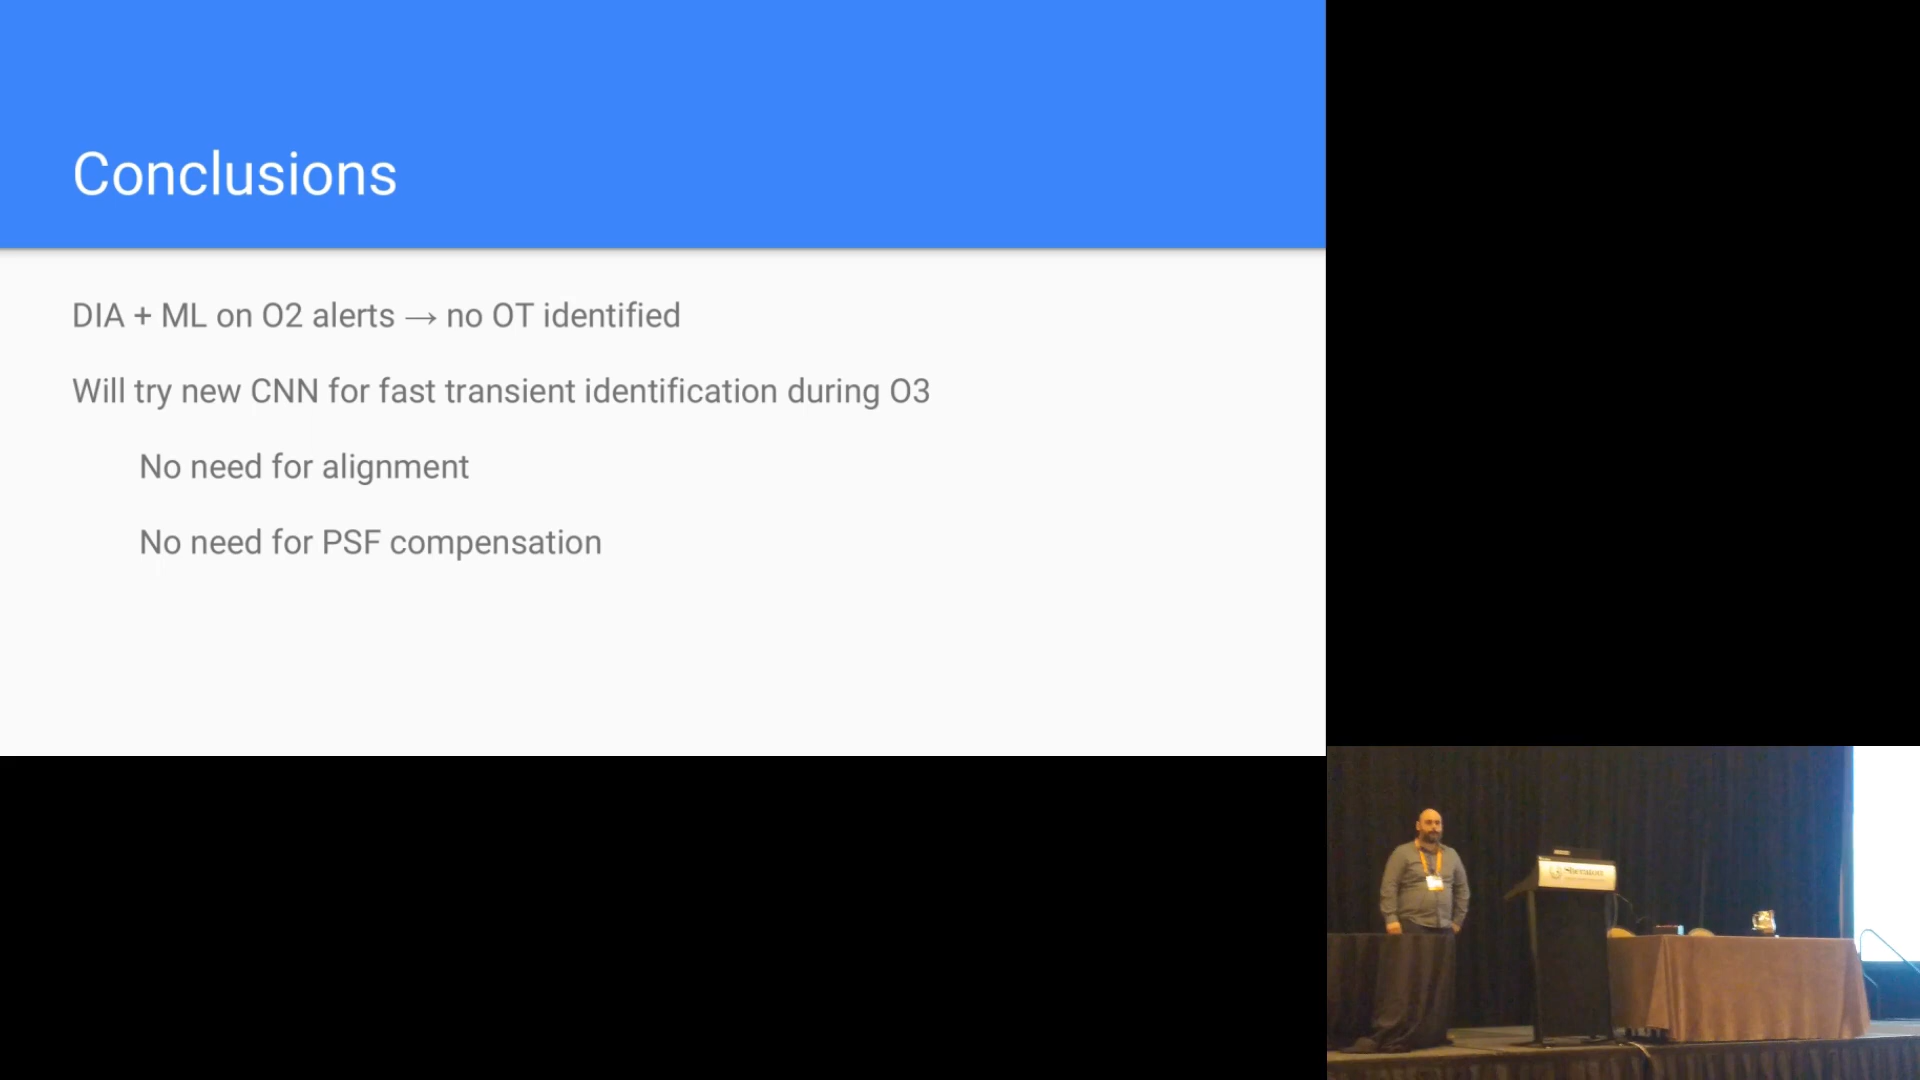 Conclusions
DIA + ML on O2 alerts → no OT identified
Will try new CNN for fast transient identification during O3
No need for alignment
No need for PSF compensation
Sheraton